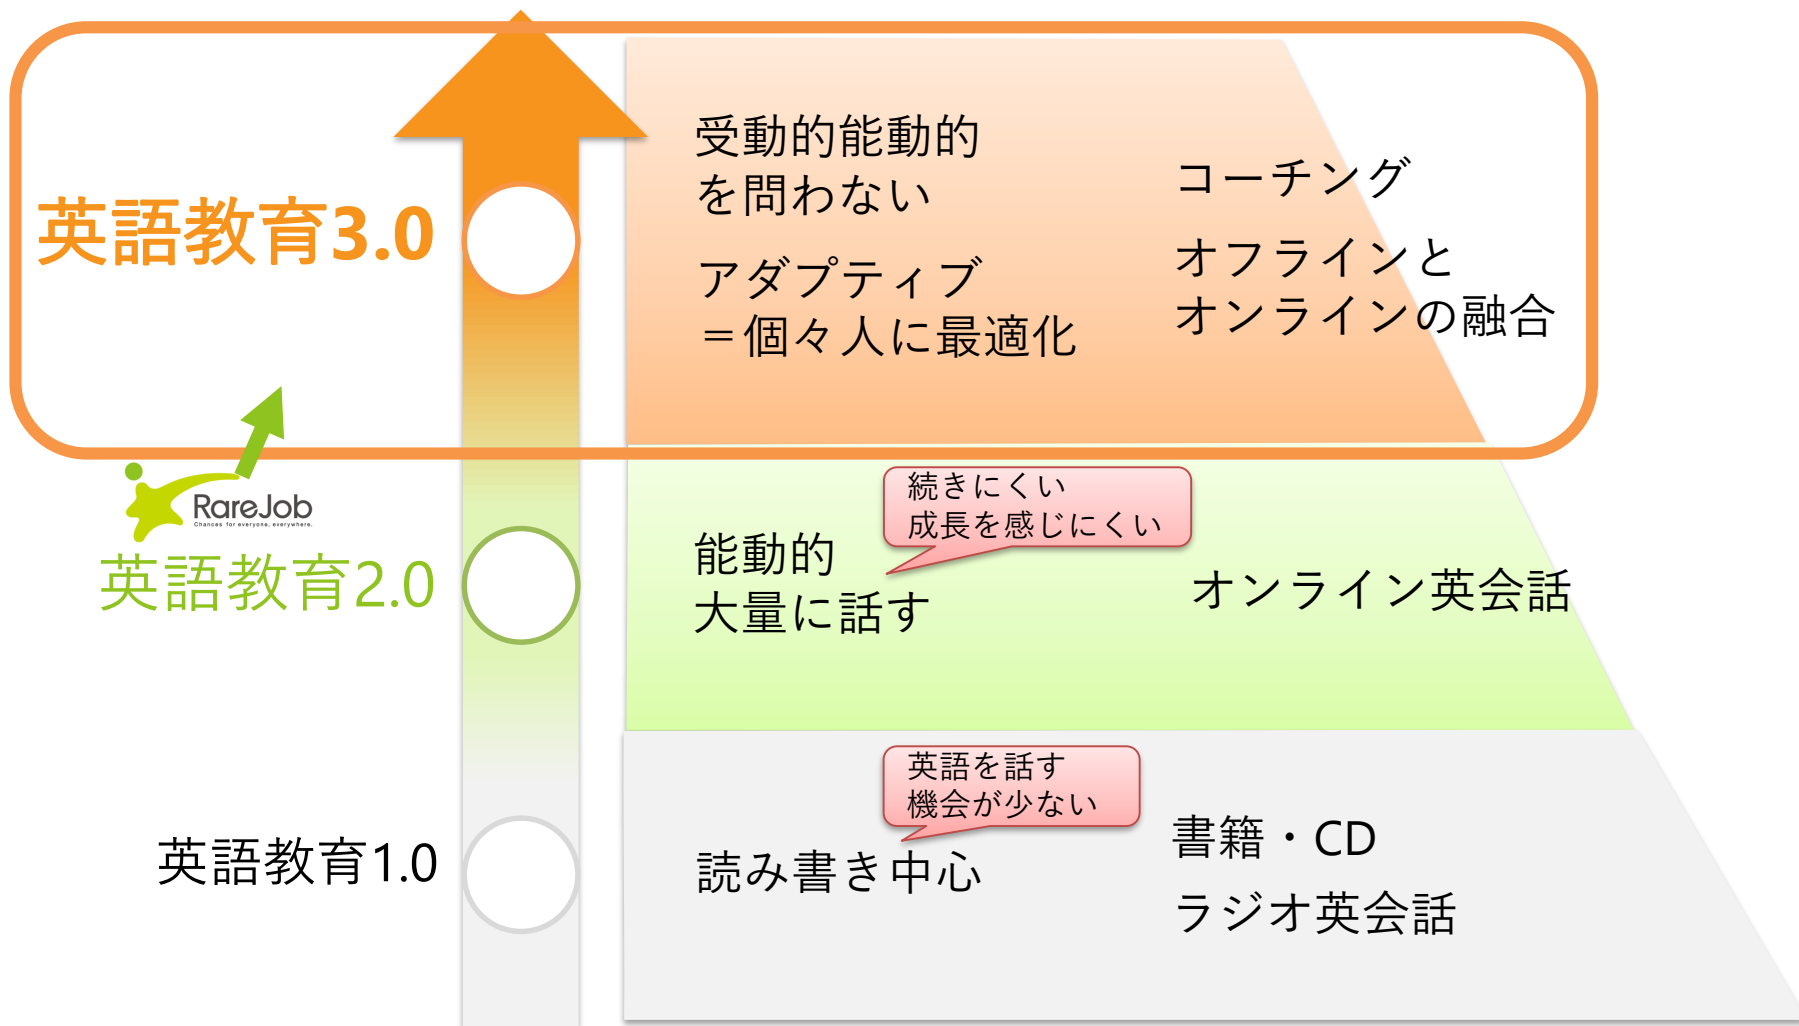 英語教育3.0
受動的能動的
を問わない
アダプティブ
＝個々人に最適化
コーチング
オフラインと
オンラインの融合
RareJob
Chances for everyone, everywhere.
英語教育2.0
続きにくい
成長を感じにくい
能動的
大量に話す
オンライン英会話
英語教育1.0
英語を話す
機会が少ない
読み書き中心
書籍・CD
ラジオ英会話